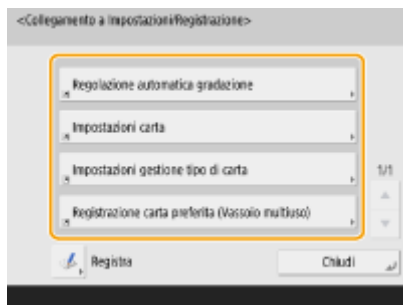 <Collegamento a Impostazioni/Registrazione>
Regolazione automatica gradazione
Impostazioni carta
Impostazioni gestione tipo di carta
1/1
Registrazione carta preferita (Vassoio multiuso)
Registra
Chiudi